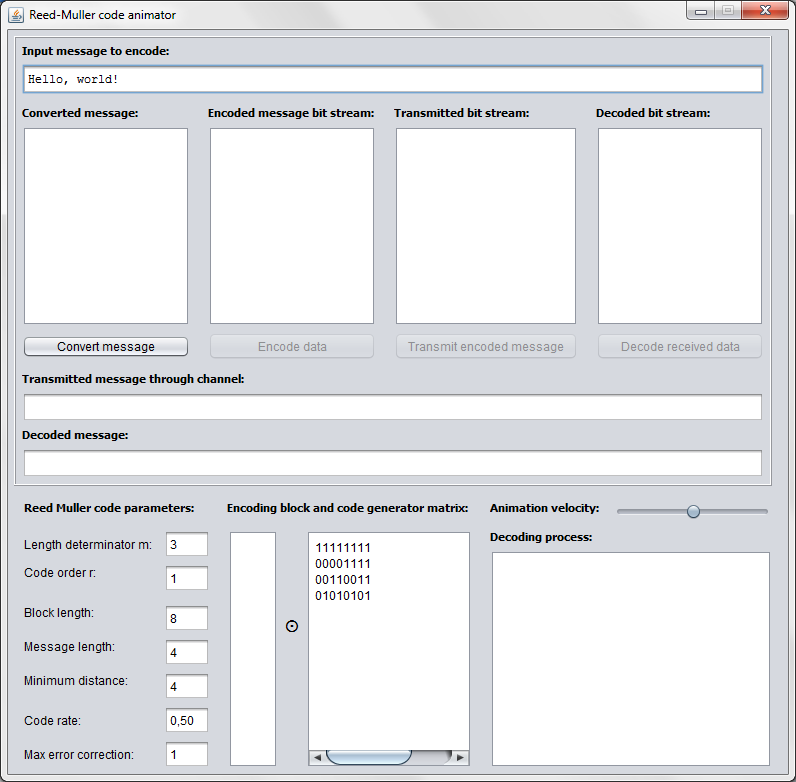 Reed-Muller code animator
Input message to encode:
Hello, world!
Converted message: Encoded message bit stream: Transmitted bit stream: Decoded bit stream:
Convert message Encode data Transmit encoded message Decode received data
Transmitted message through channel:
Decoded message:
Reed Muller code parameters: Encoding block and code generator matrix: Animation velocity:
Decoding process:
Length determinator m: 3
Code order r: 1
Block length: 8
Message length: 4
Minimum distance: 4
Code rate: 0,50
Max error correction: 1
11111111
00001111
00110011
01010101